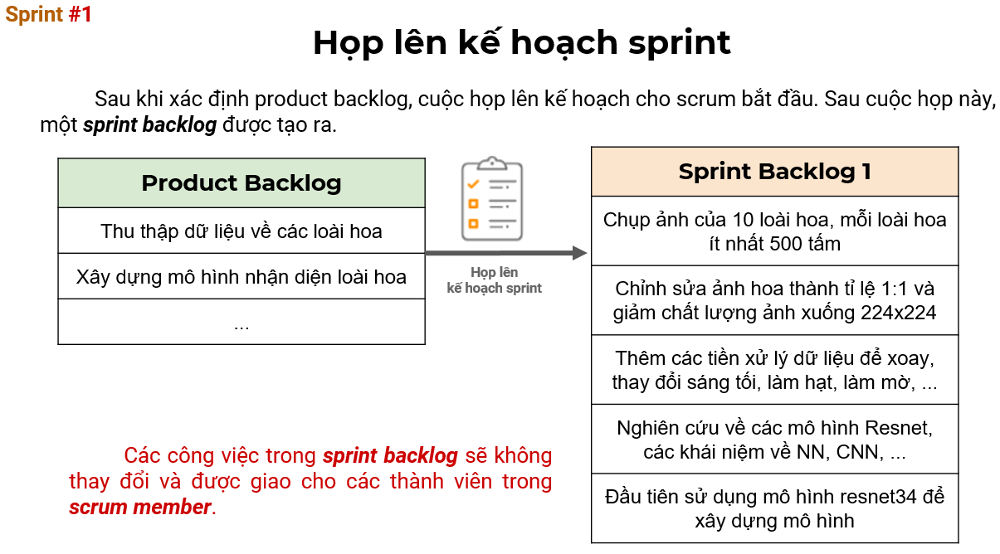 Sprint #1
Họp lên kế hoạch sprint
Sau khi xác định product backlog, cuộc họp lên kế hoạch cho scrum bắt đầu. Sau cuộc họp này,
một sprint backlog được tạo ra.
Product Backlog
Thu thập dữ liệu về các loài hoa
Xây dựng mô hình nhận diện loài hoa
...
Họp lên
kế hoạch sprint
Sprint Backlog 1
Chụp ảnh của 10 loài hoa, mỗi loài hoa
ít nhất 500 tấm
Chỉnh sửa ảnh hoa thành tỉ lệ 1:1 và
giảm chất lượng ảnh xuống 224x224
Thêm các tiền xử lý dữ liệu để xoay,
thay đổi sáng tối, làm hạt, làm mờ, ...
Nghiên cứu về các mô hình Resnet,
các khái niệm về NN, CNN, ...
Đầu tiên sử dụng mô hình resnet34 để
xây dựng mô hình
Các công việc trong sprint backlog sẽ không
thay đổi và được giao cho các thành viên trong
scrum member.